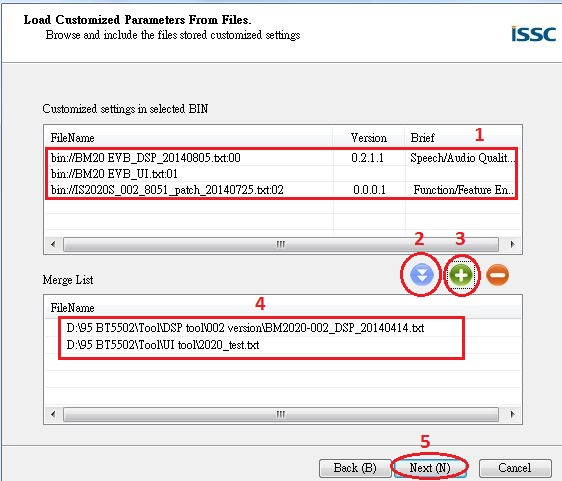 Load Customized Parameters From Files.
Browse and include the files stored customized settings
ISSC
Customized settings in selected BIN
1
FileName Version Brief
bin://BM20 EVB_DSP_20140805.txt:00 0.2.1.1 Speech/Audio Qualit...
bin://BM20 EVB_UI.txt:01
bin://IS2020S_002_8051_patch_20140725.txt:02 0.0.0.1 Function/Feature En...
2 3
Merge List
4
FileName
D:\95 BT5502\Tool\DSP tool\002 version\BM2020-002_DSP_20140414.txt
D:\95 BT5502\Tool\UI tool\2020_test.txt
5
Back (B) Next (N) Cancel